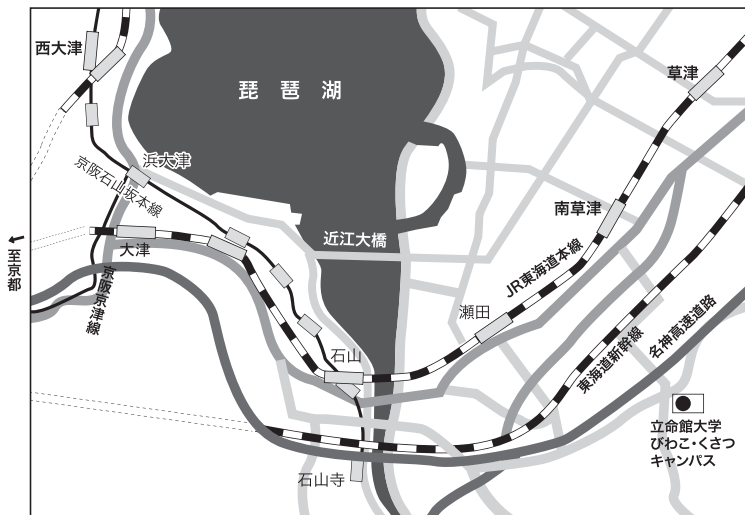 西大津
琵琶湖
草津
浜大津
京阪石山坂本線
南草津
近江大橋
大津
至京都
京阪京津線
JR東海道本線
瀬田
石山
東海道新幹線
名神高速道路
立命館大学
びわこ・くさつ
キャンパス
石山寺